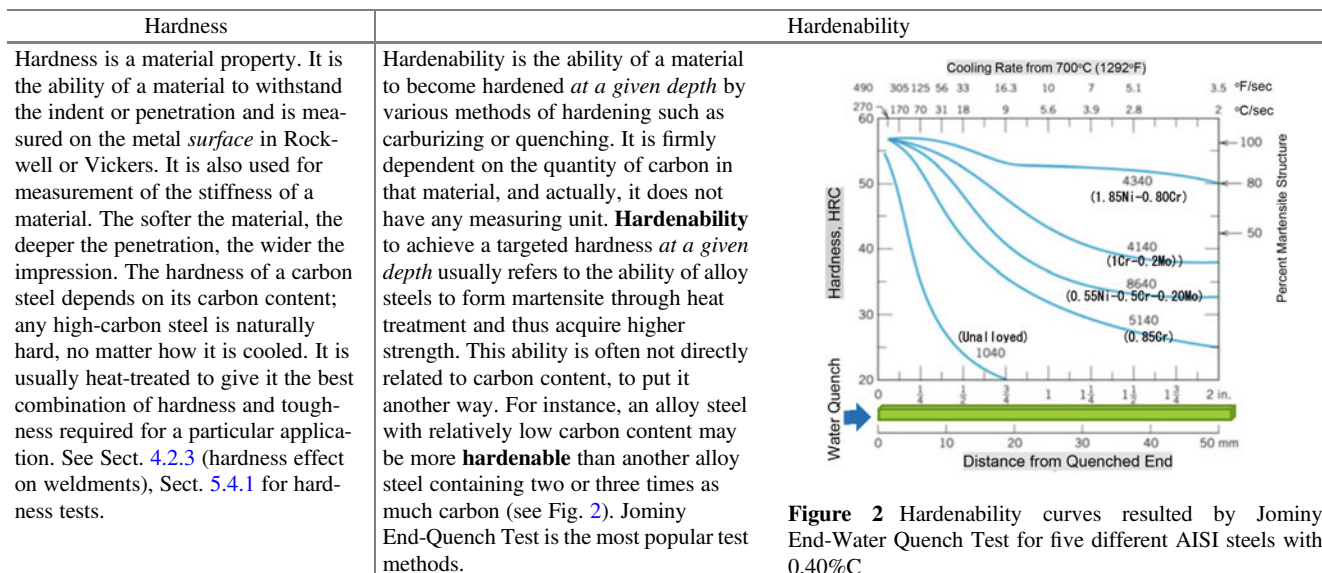 Hardness
Hardenability
Hardness is a material property. It is
the ability of a material to withstand
the indent or penetration and is mea-
sured on the metal surface in Rock-
well or Vickers. It is also used for
measurement of the stiffness of a
material. The softer the material, the
deeper the penetration, the wider the
impression. The hardness of a carbon
steel depends on its carbon content;
any high-carbon steel is naturally
hard, no matter how it is cooled. It is
usually heat-treated to give it the best
combination of hardness and tough-
ness required for a particular applica-
tion. See Sect. 4.2.3 (hardness effect
on weldments), Sect. 5.4.1 for hard-
ness tests.
Hardenability is the ability of a material
to become hardened at a given depth by
various methods of hardening such as
carburizing or quenching. It is firmly
dependent on the quantity of carbon in
that material, and actually, it does not
have any measuring unit. Hardenability
to achieve a targeted hardness at a given
depth usually refers to the ability of alloy
steels to form martensite through heat
treatment and thus acquire higher
strength. This ability is often not directly
related to carbon content, to put it
another way. For instance, an alloy steel
with relatively low carbon content may
be more hardenable than another alloy
steel containing two or three times as
much carbon (see Fig. 2). Jominy
End-Quench Test is the most popular test
methods.
Cooling Rate from 700°C (1292°F)
490 305 125 56 33 16.3 10 7 5.1 3.5 °F/sec
270 170 70 31 18 9 5.6 3.9 2.8 2 °C/sec
60
50
40
30
20
Hardness, HRC
100
80
50
Percent Martensite Structure
4340
(1.85Ni-0.80Cr)
4140
(1Cr-0.2Mo))
8640
(0.55Ni-0.5Cr-0.20Mo)
5140
(0.85Cr)
(Unalloyed)
1040
0 1/4 1/2 3/4 1 1 1/4 1 1/2 1 3/4 2 in.
Water Quench
0 10 20 30 40 50 mm
Distance from Quenched End
Figure 2 Hardenability curves resulted by Jominy
End-Water Quench Test for five different AISI steels with
0.40%C